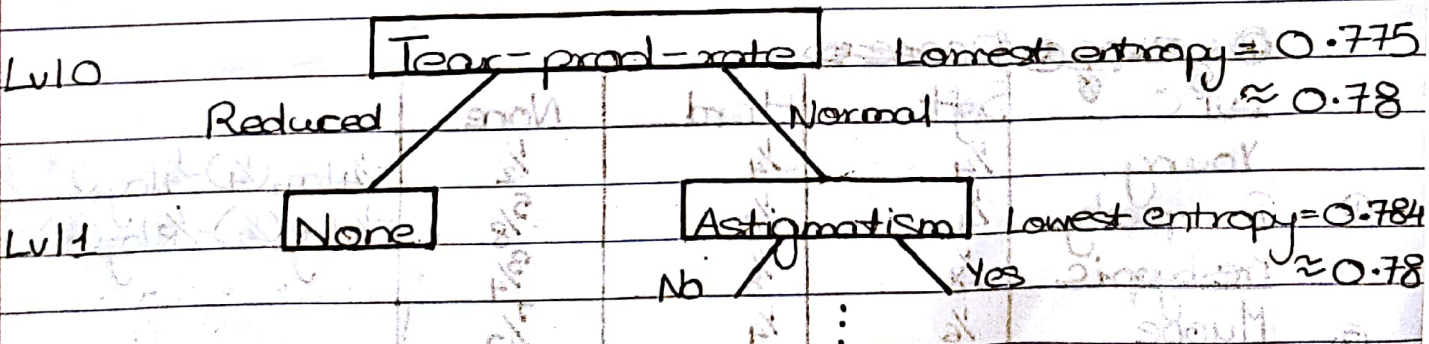 Lvl0 Tear-prod-rate Lowest entropy = 0.775
≈ 0.78
Reduced Normal
Lvl1 None Astigmatism Lowest entropy=0.784
≈0.78
No Yes
⋮